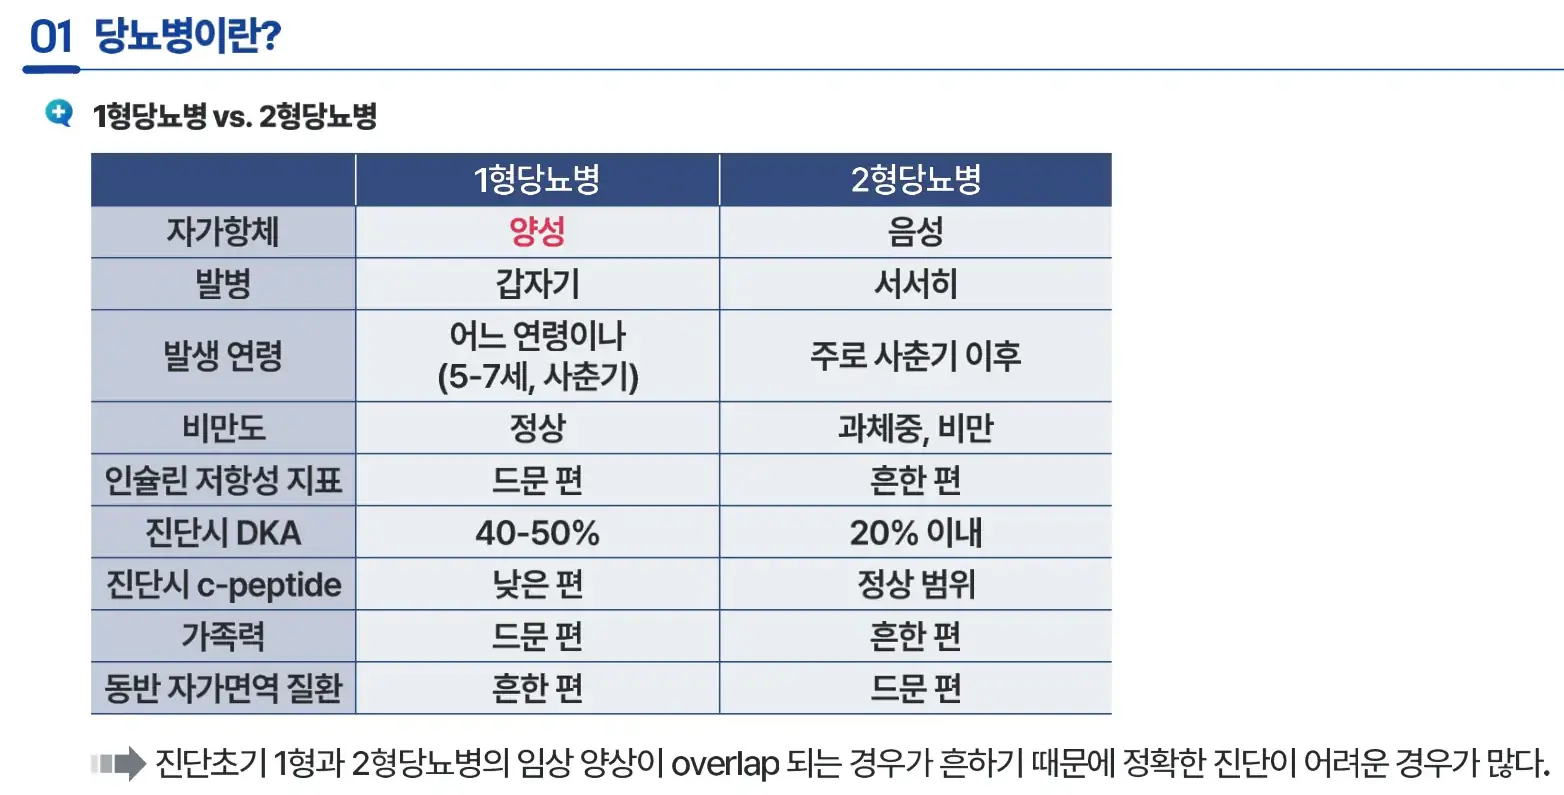 01 당뇨병이란?
1형당뇨병 vs. 2형당뇨병
1형당뇨병 2형당뇨병
자가항체 양성 음성
발병 갑자기 서서히
발생 연령 어느 연령이나 (5-7세, 사춘기) 주로 사춘기 이후
비만도 정상 과체중, 비만
인슐린 저항성 지표 드문 편 흔한 편
진단시 DKA 40-50% 20% 이내
진단시 c-peptide 낮은 편 정상 범위
가족력 드문 편 흔한 편
동반 자가면역 질환 흔한 편 드문 편
진단초기 1형과 2형당뇨병의 임상 양상이 overlap 되는 경우가 흔하기 때문에 정확한 진단이 어려운 경우가 많다.